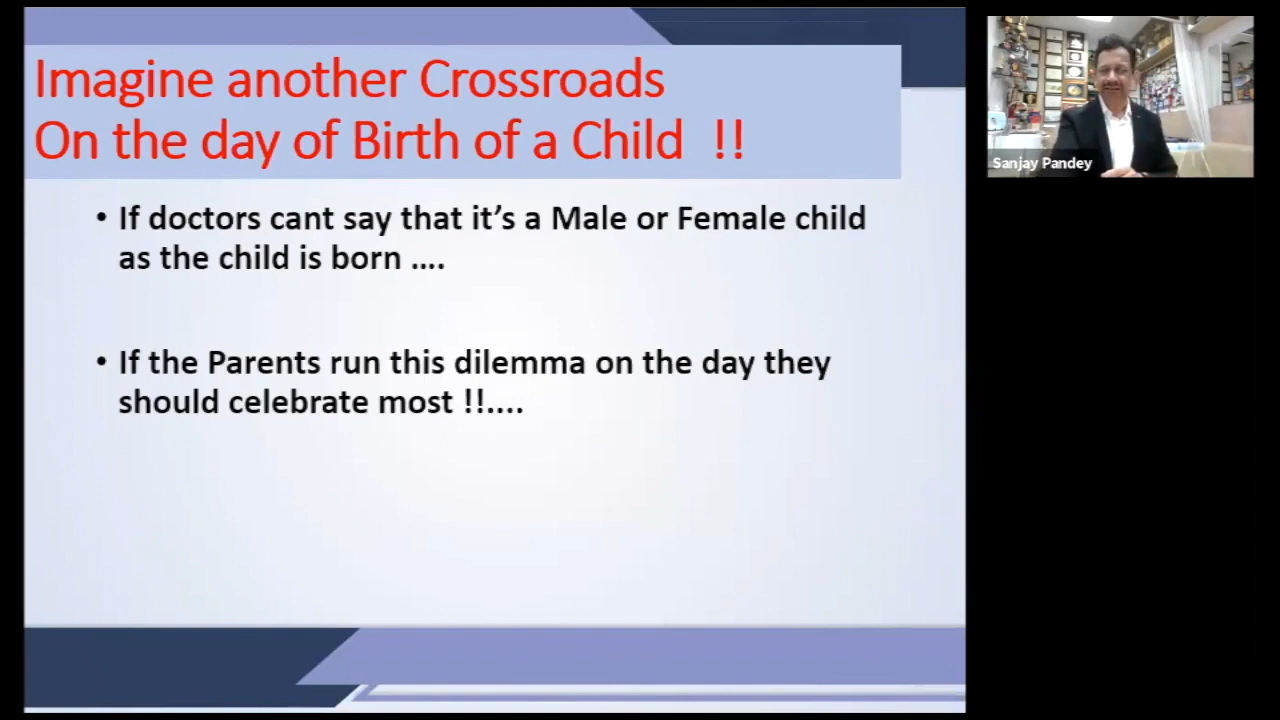 Imagine another Crossroads
On the day of Birth of a Child !!
• If doctors cant say that it's a Male or Female child
as the child is born ....
• If the Parents run this dilemma on the day they
should celebrate most !!....
Sanjay Pandey